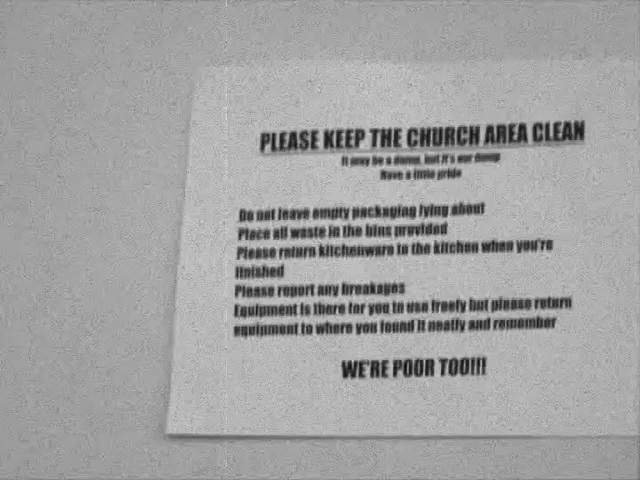 PLEASE KEEP THE CHURCH AREA CLEAN
It may be a dump, but it's our dump
Have a little pride
Do not leave empty packaging lying about
Place all waste in the bins provided
Please return kitchenware to the kitchen when you're
finished
Please report any breakages
Equipment is there for you to use freely but please return
equipment to where you found it neatly and remember
WE'RE POOR TOO!!!